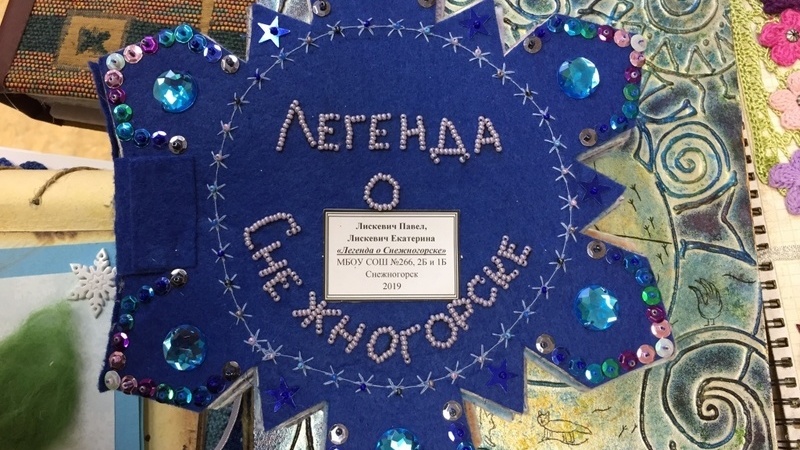 ЛЕГЕНДА
О
СНЕЖНОГОРСКЕ
Лискевич Павел,
Лискевич Екатерина
«Легенда о Снежногорске»
МБОУ СОШ №266, 2Б и 1Б
Снежногорск
2019